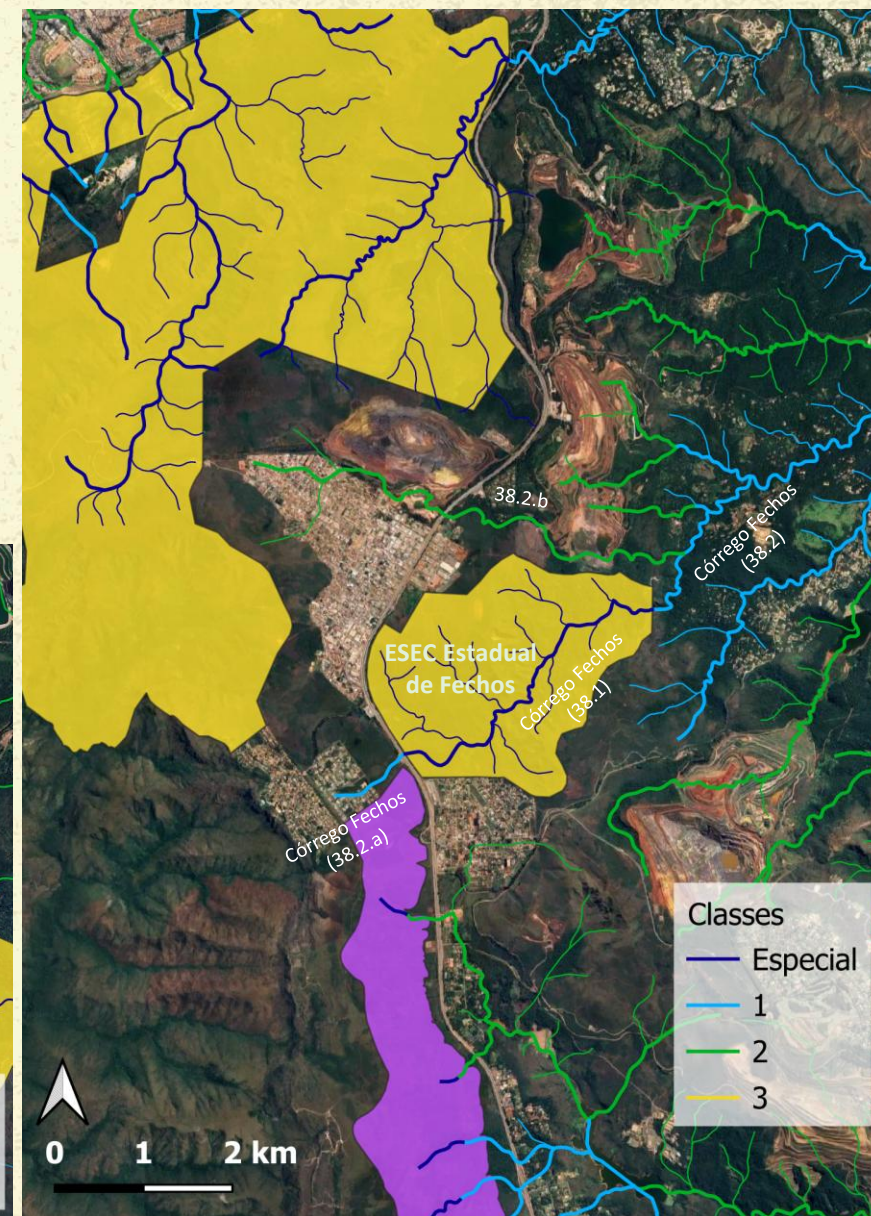 38.2.b
Córrego Fechos
(38.2)
ESEC Estadual
de Fechos
Córrego Fechos
(38.1)
Córrego Fechos
(38.2.a)
Classes
Especial
1
2
3
0 1 2 km